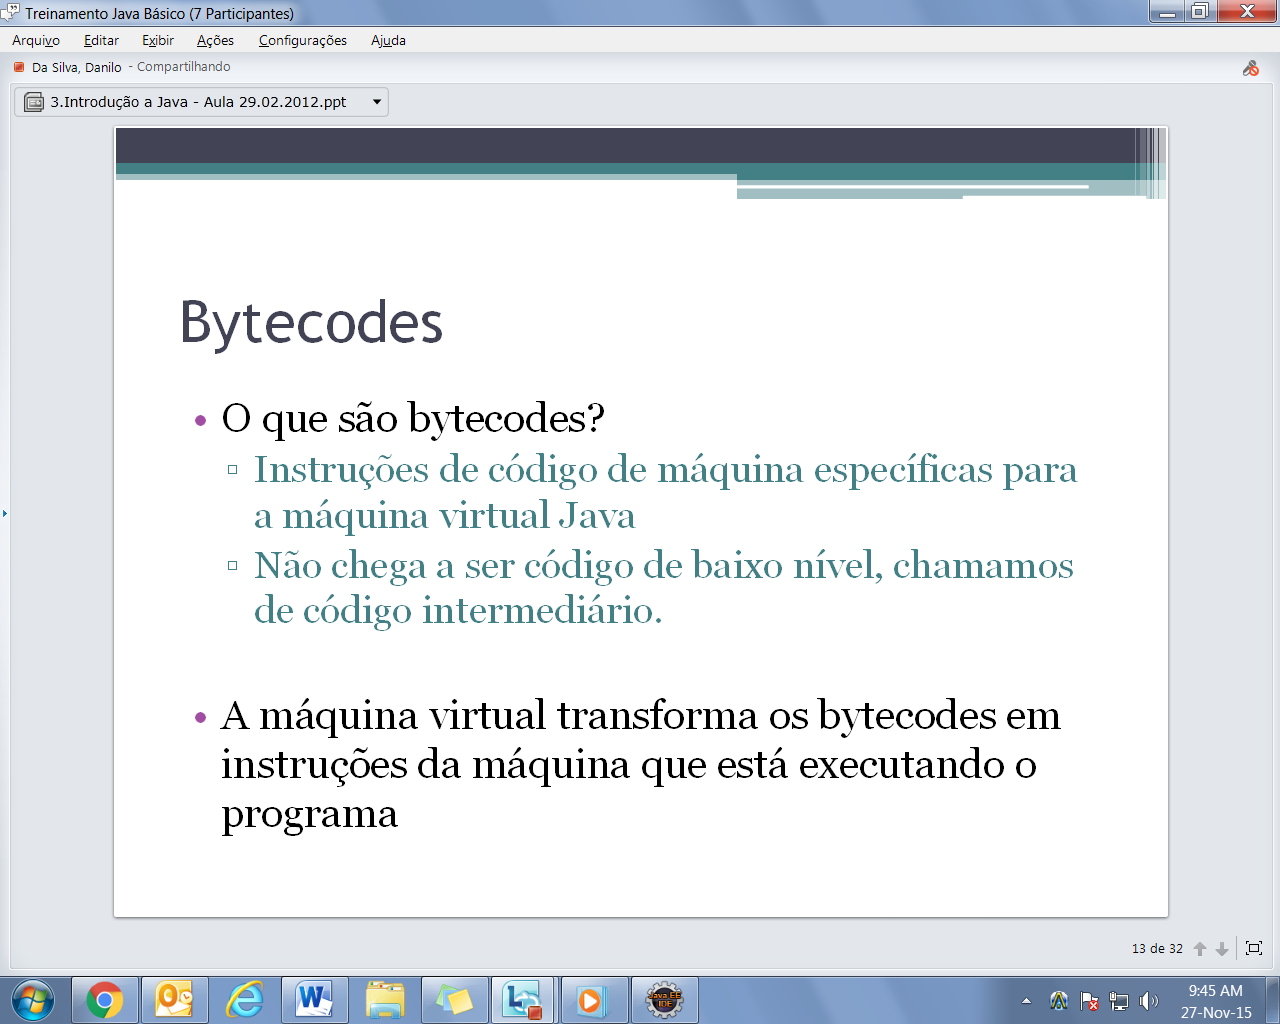 Treinamento Java Básico (7 Participantes)
Arquivo Editar Exibir Ações Configurações Ajuda
Da Silva, Danilo - Compartilhando
3.Introdução a Java - Aula 29.02.2012.ppt
Bytecodes
• O que são bytecodes?
▫ Instruções de código de máquina específicas para
a máquina virtual Java
▫ Não chega a ser código de baixo nível, chamamos
de código intermediário.
• A máquina virtual transforma os bytecodes em
instruções da máquina que está executando o
programa
13 de 32
Java EE
IDE
9:45 AM
27-Nov-15